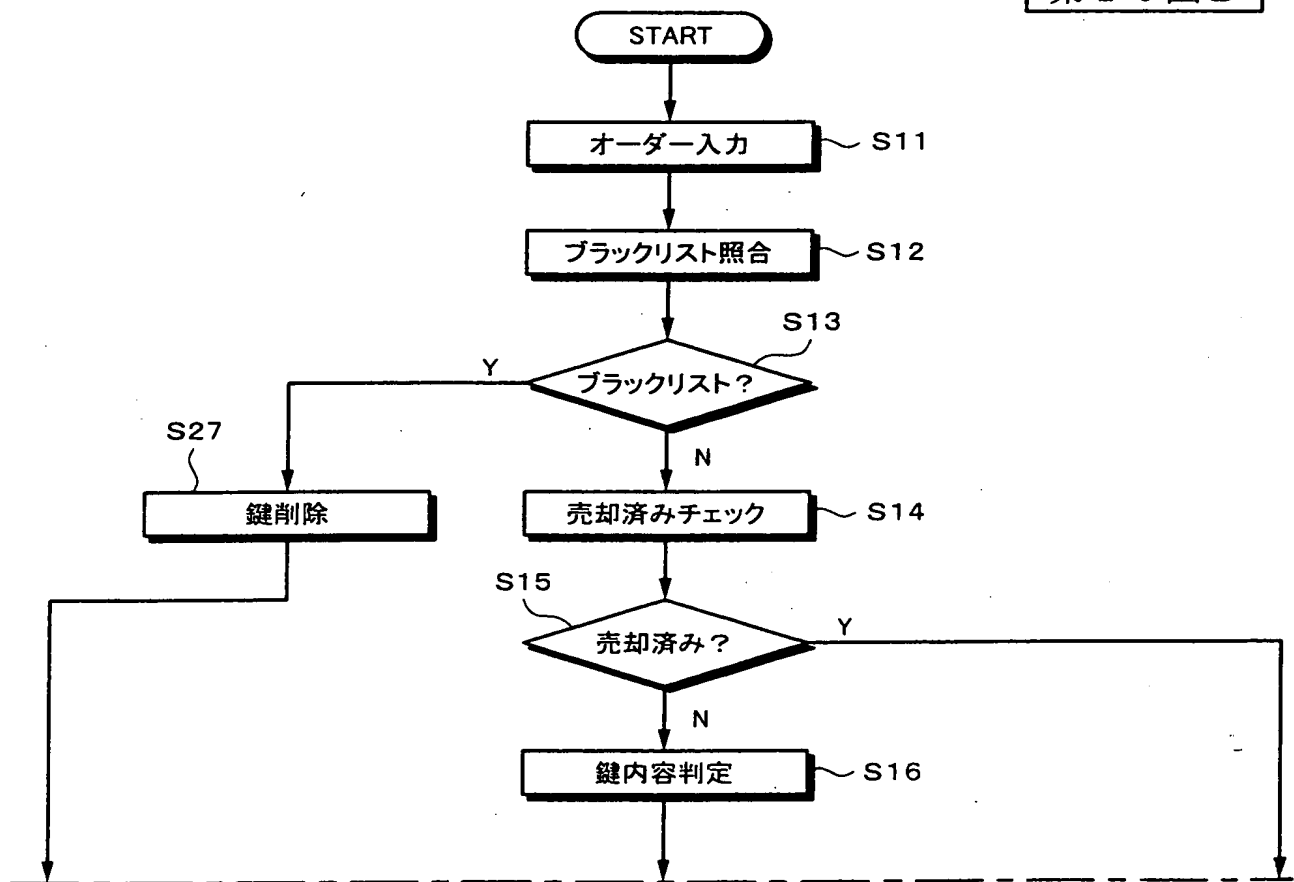 START
オーダー入力
S11
ブラックリスト照合
S12
S13
ブラックリスト?
Y
N
S27
鍵削除
売却済みチェック
S14
S15
売却済み?
Y
N
鍵内容判定
S16